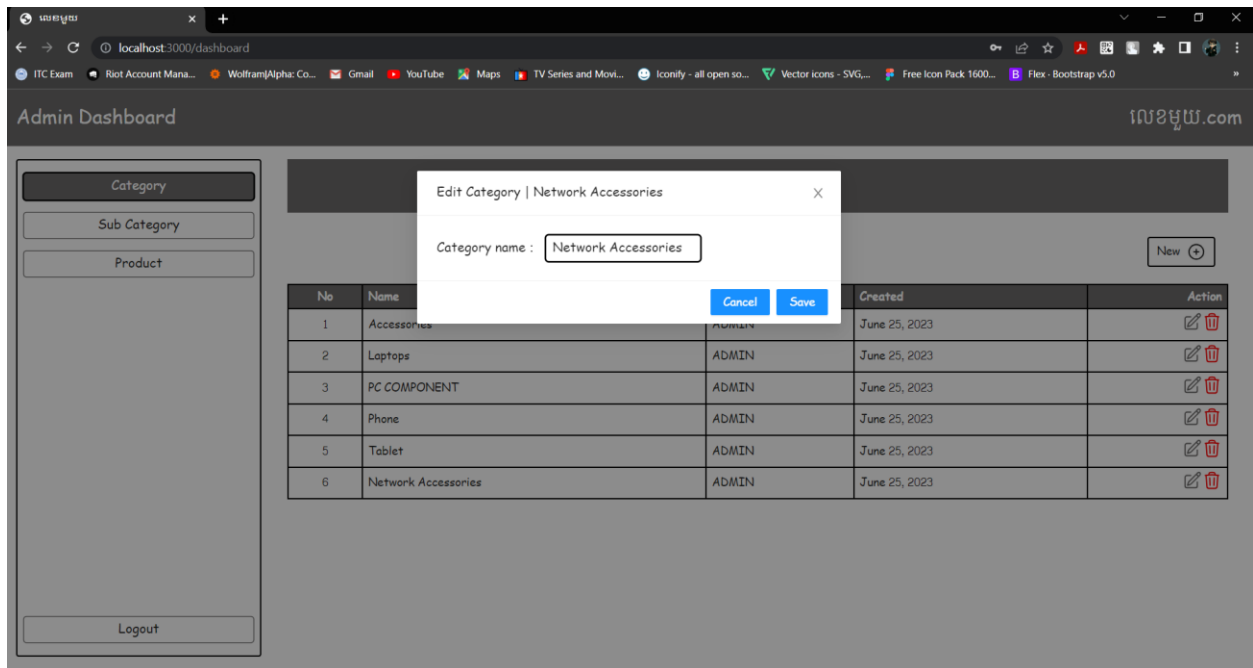 លេខមួយ
localhost:3000/dashboard
ITC Exam Riot Account Mana... Wolfram|Alpha: Co... Gmail YouTube Maps TV Series and Movi... Iconify - all open so... Vector icons - SVG,... Free Icon Pack 1600... Flex · Bootstrap v5.0 »
Admin Dashboard លេខមួយ.com
Category
Sub Category
Product
Logout
Edit Category | Network Accessories
Category name : Network Accessories
Cancel Save
New
No Name Created Action
1 Accessories ADMIN June 25, 2023
2 Laptops ADMIN June 25, 2023
3 PC COMPONENT ADMIN June 25, 2023
4 Phone ADMIN June 25, 2023
5 Tablet ADMIN June 25, 2023
6 Network Accessories ADMIN June 25, 2023